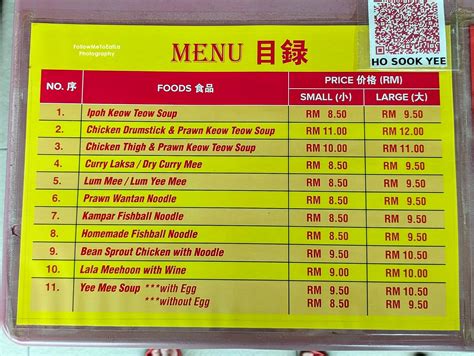 FollowMeToEatla
Photography
MENU 目録
HO SOOK YEE
NO. 序 FOODS 食品 PRICE 价格 (RM)
SMALL (小) LARGE (大)
1. Ipoh Keow Teow Soup RM 8.50 RM 9.50
2. Chicken Drumstick & Prawn Keow Teow Soup RM 11.00 RM 12.00
3. Chicken Thigh & Prawn Keow Teow Soup RM 10.00 RM 11.00
4. Curry Laksa / Dry Curry Mee RM 8.50 RM 9.50
5. Lum Mee / Lum Yee Mee RM 8.50 RM 9.50
6. Prawn Wantan Noodle RM 8.50 RM 9.50
7. Kampar Fishball Noodle RM 8.50 RM 9.50
8. Homemade Fishball Noodle RM 8.50 RM 9.50
9. Bean Sprout Chicken with Noodle RM 8.50 RM 9.50
10. Lala Meehoon with Wine RM 9.00 RM 10.50
11. Yee Mee Soup ***with Egg RM 8.50 RM 9.50
***without Egg RM 8.50 RM 9.50